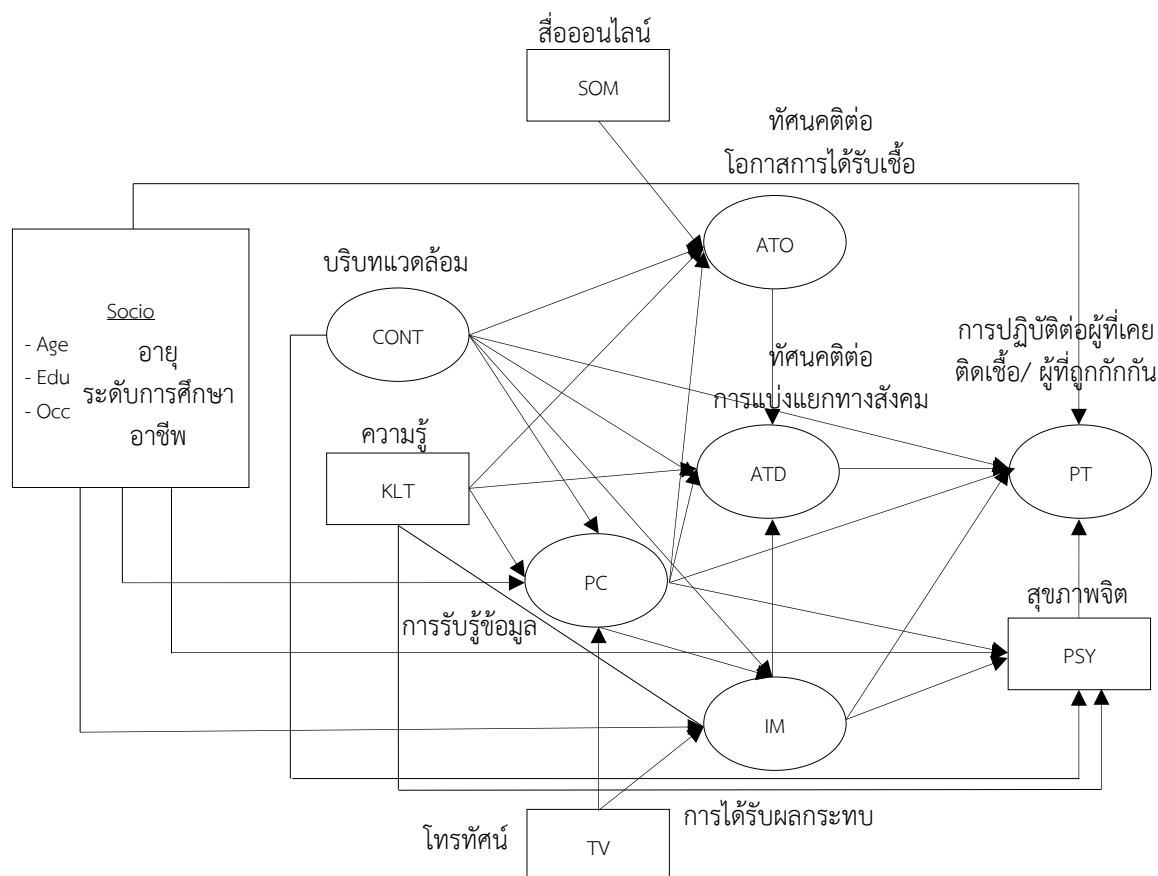 สื่อออนไลน์
SOM
ทัศนคติต่อ
โอกาสการได้รับเชื้อ
ATO
บริบทแวดล้อม
CONT
Socio
- Age
- Edu
- Occ
อายุ
ระดับการศึกษา
อาชีพ
การปฏิบัติต่อผู้ที่เคย
ติดเชื้อ/ ผู้ที่ถูกกักกัน
PT
ทัศนคติต่อ
การแบ่งแยกทางสังคม
ATD
ความรู้
KLT
PC
การรับรู้ข้อมูล
สุขภาพจิต
PSY
IM
การได้รับผลกระทบ
โทรทัศน์
TV